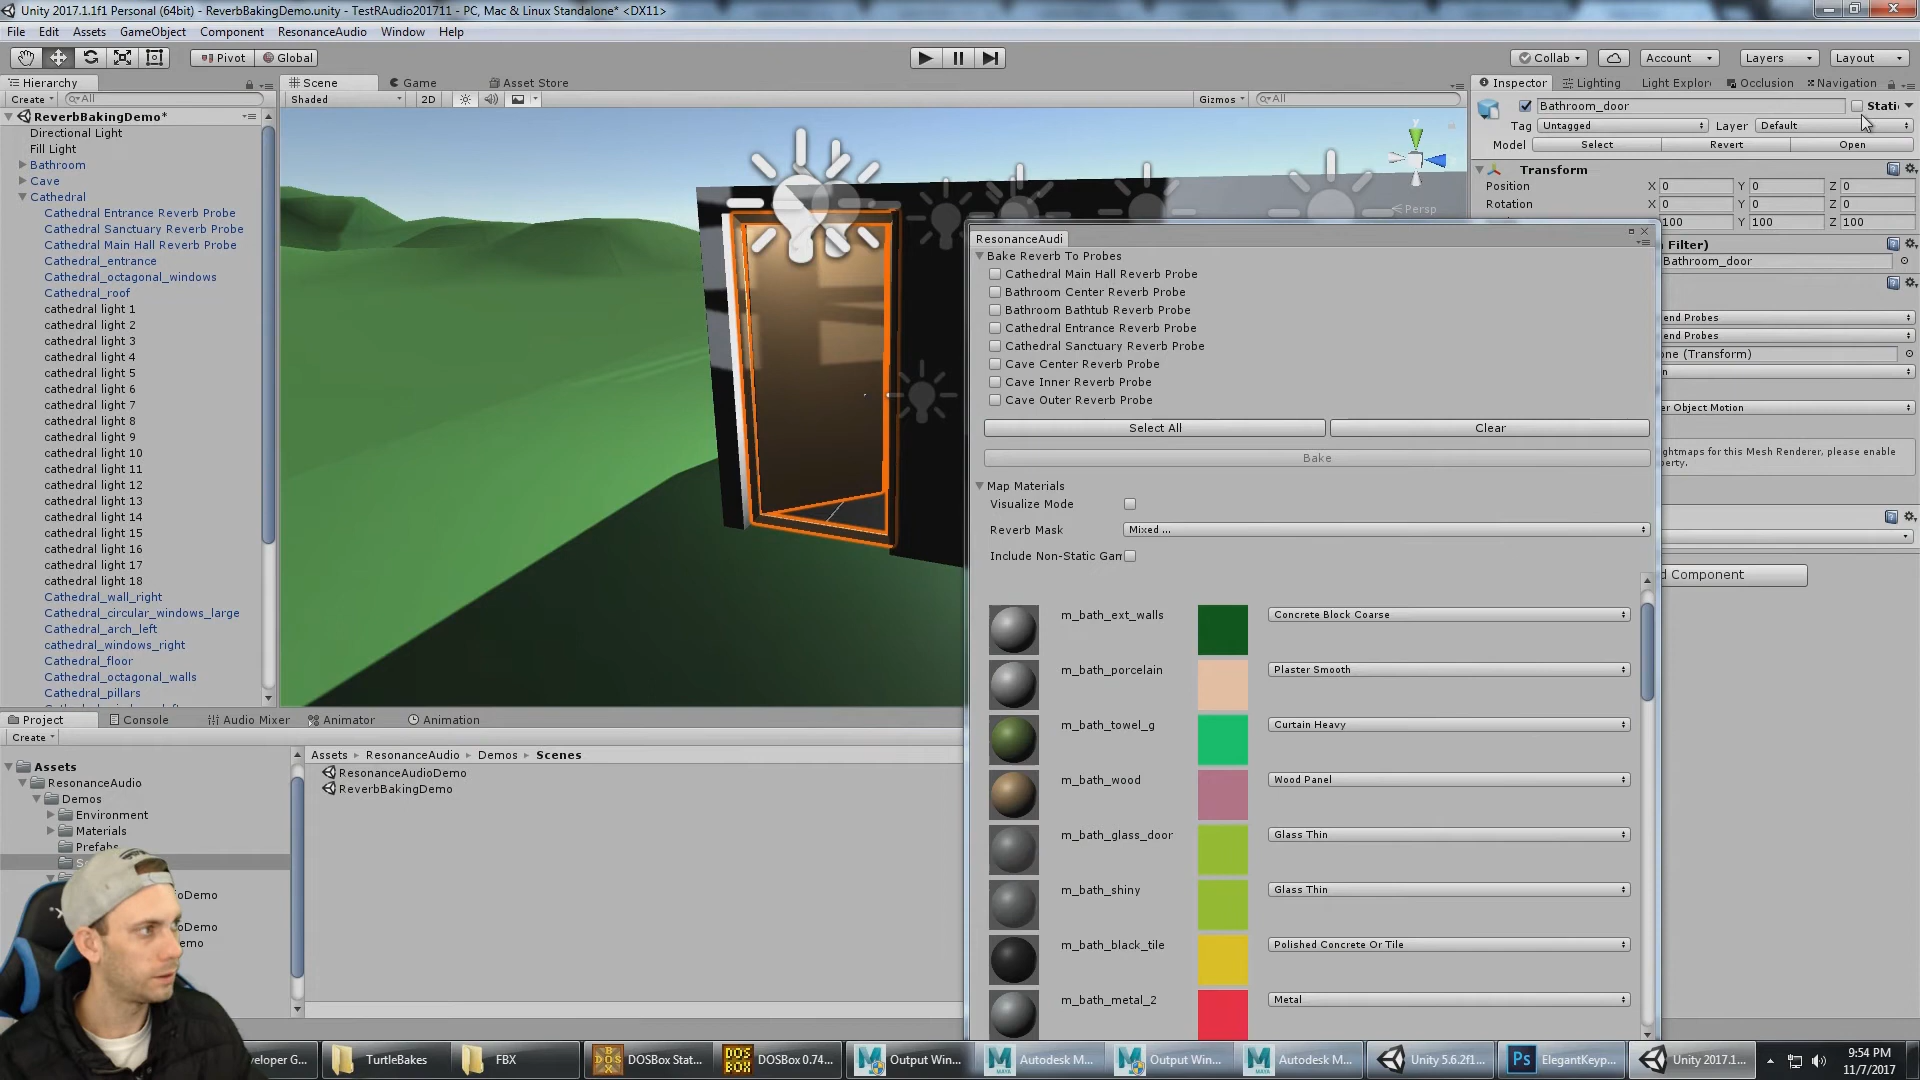 Unity 2017.1.1f1 Personal (64bit) - ReverbBakingDemo.unity - TestRAudio201711 - PC, Mac & Linux Standalone* <DX11>
File Edit Assets GameObject Component ResonanceAudio Window Help
Pivot Global Collab Account Layers Layout
Hierarchy
Create All
ReverbBakingDemo*
Directional Light
Fill Light
Bathroom
Cave
Cathedral
Cathedral Entrance Reverb Probe
Cathedral Sanctuary Reverb Probe
Cathedral Main Hall Reverb Probe
Cathedral_entrance
Cathedral_octagonal_windows
Cathedral_roof
cathedral light 1
cathedral light 2
cathedral light 3
cathedral light 4
cathedral light 5
cathedral light 6
cathedral light 7
cathedral light 8
cathedral light 9
cathedral light 10
cathedral light 11
cathedral light 12
cathedral light 13
cathedral light 14
cathedral light 15
cathedral light 16
cathedral light 17
cathedral light 18
Cathedral_wall_right
Cathedral_circular_windows_large
Cathedral_arch_left
cathedral_windows_right
Cathedral_floor
Cathedral_octagonal_walls
Cathedral_pillars
Scene Game Asset Store
Shaded 2D Gizmos All
y
Persp
Inspector Lighting Light Explor Occlusion Navigation
Bathroom_door Stati
Tag Untagged Layer Default
Model Select Revert Open
Transform
Position X 0 Y 0 Z 0
Rotation X 0 Y 0 Z 0
100 Y 100 Z 100
Filter)
Bathroom_door
end Probes
end Probes
one (Transform)
er Object Motion
ghtmaps for this Mesh Renderer, please enable
perty.
d Component
ResonanceAudi
Bake Reverb To Probes
Cathedral Main Hall Reverb Probe
Bathroom Center Reverb Probe
Bathroom Bathtub Reverb Probe
Cathedral Entrance Reverb Probe
Cathedral Sanctuary Reverb Probe
Cave Center Reverb Probe
Cave Inner Reverb Probe
Cave Outer Reverb Probe
Select All Clear
Bake
Map Materials
Visualize Mode
Reverb Mask Mixed ...
Include Non-Static Gam
m_bath_ext_walls Concrete Block Coarse
m_bath_porcelain Plaster Smooth
m_bath_towel_g Curtain Heavy
m_bath_wood Wood Panel
m_bath_glass_door Glass Thin
m_bath_shiny Glass Thin
m_bath_black_tile Polished Concrete Or Tile
m_bath_metal_2 Metal
Project Console Audio Mixer Animator Animation
Create
Assets
ResonanceAudio
Demos
Environment
Materials
Prefabs
oDemo
oDemo
mo
Assets ResonanceAudio Demos Scenes
ResonanceAudioDemo
ReverbBakingDemo
eveloper G... TurtleBakes FBX DOSBox Stat... DOSBox 0.74... Output Win... Autodesk M... Output Win... Autodesk M... Unity 5.6.2f1... ElegantKeyp... Unity 2017.1...
9:54 PM
11/7/2017